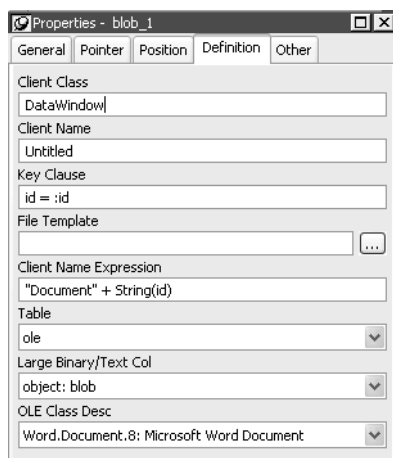 Properties - blob_1
General Pointer Position Definition Other
Client Class
DataWindow
Client Name
Untitled
Key Clause
id = :id
File Template
...
Client Name Expression
"Document" + String(id)
Table
ole
Large Binary/Text Col
object: blob
OLE Class Desc
Word.Document.8: Microsoft Word Document